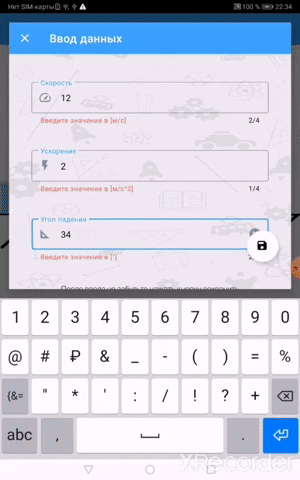 Нет SIM-карты
100 % 22:34
Ввод данных
Скорость
12
Введите значение в [м/с]
2/4
Ускорения
2
Введите значение в [м/с^2]
1/4
Угол падения
34
Введите значение в [°]
1 2 3 4 5 6 7 8 9 0
@ # ₽ & _ - ( ) = %
{&= " * ' : / ! ?  +
abc , .
XRecorder